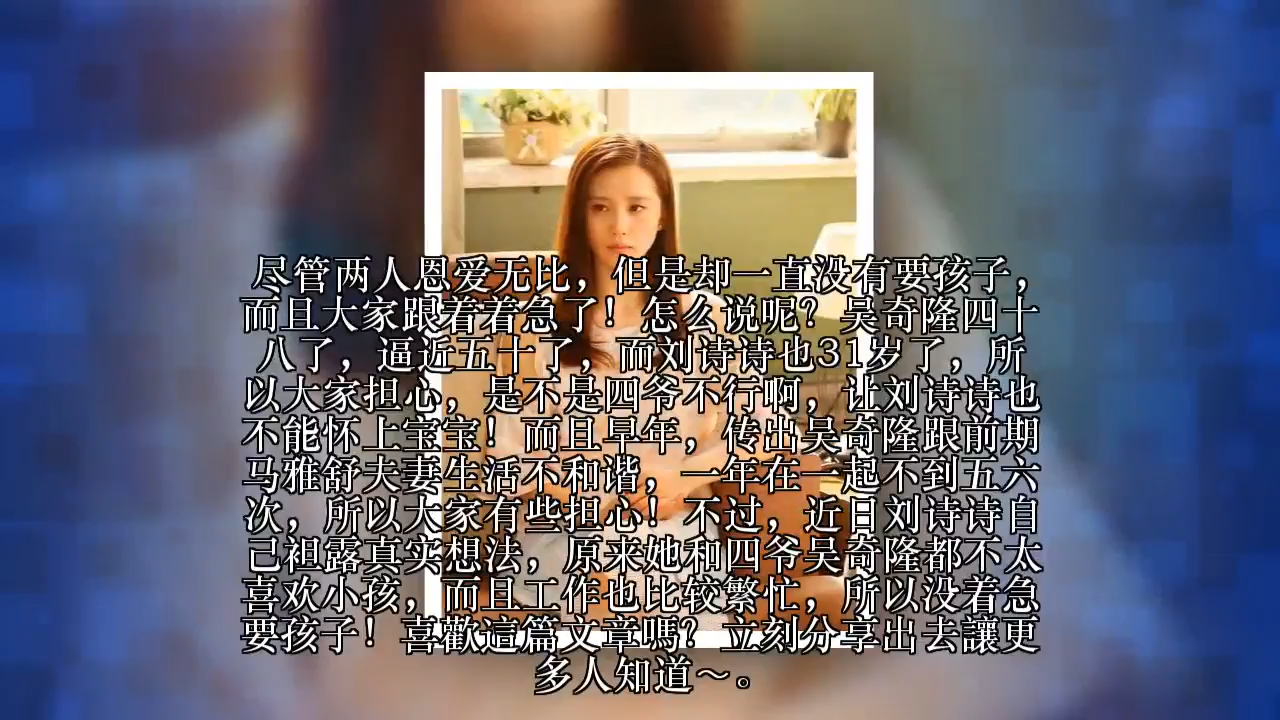 尽管两人恩爱无比，但是却一直没有要孩子，
而且大家跟着着急了！怎么说呢？吴奇隆四十
八了，逼近五十了，而刘诗诗也31岁了，所
以大家担心，是不是四爷不行啊，让刘诗诗也
不能怀上宝宝！而且早年，传出吴奇隆跟前期
马雅舒夫妻生活不和谐，一年在一起不到五六
次，所以大家有些担心！不过，近日刘诗诗自
己袒露真实想法，原来她和四爷吴奇隆都不太
喜欢小孩，而且工作也比较繁忙，所以没着急
要孩子！喜歡這篇文章嗎？立刻分享出去讓更
多人知道～。